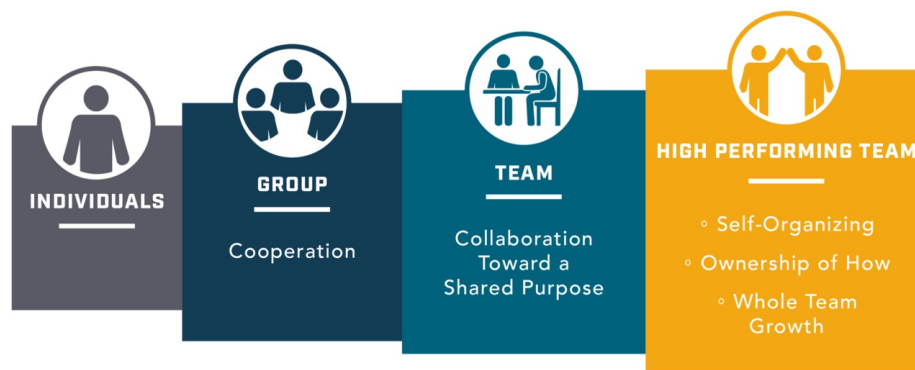 INDIVIDUALS
GROUP
Cooperation
TEAM
Collaboration
Toward a
Shared Purpose
HIGH PERFORMING TEAM
◦ Self-Organizing
◦ Ownership of How
◦ Whole Team
Growth